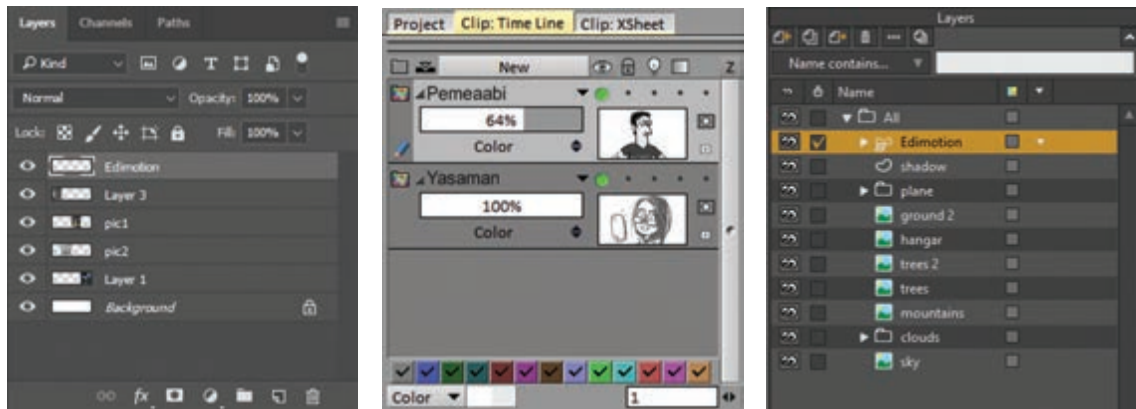 Layers Channels Paths
Kind
Normal Opacity: 100%
Lock: Fill: 100%
Edimotion
Layer 3
pic1
pic2
Layer 1
Background
fx
Project Clip: Time Line Clip: XSheet
New Z
Pemeaabi
64%
Color
Yasaman
100%
Color
Color 1
Layers
Name contains...
Name
All
Edimotion
shadow
plane
ground 2
hangar
trees 2
trees
mountains
clouds
sky